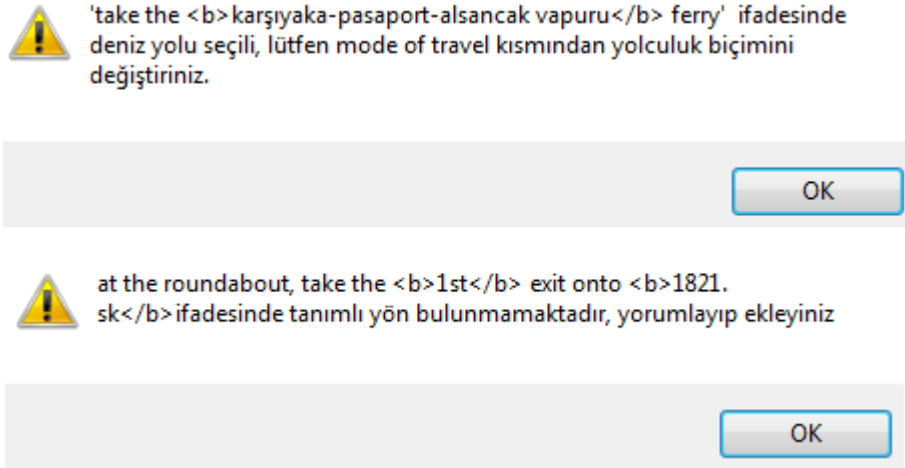 'take the <b>karşıyaka-pasaport-alsancak vapuru</b> ferry' ifadesinde
deniz yolu seçili, lütfen mode of travel kısmından yolculuk biçimini
değiştiriniz.
OK
at the roundabout, take the <b>1st</b> exit onto <b>1821.
sk</b>ifadesinde tanımlı yön bulunmamaktadır, yorumlayıp ekleyiniz
OK